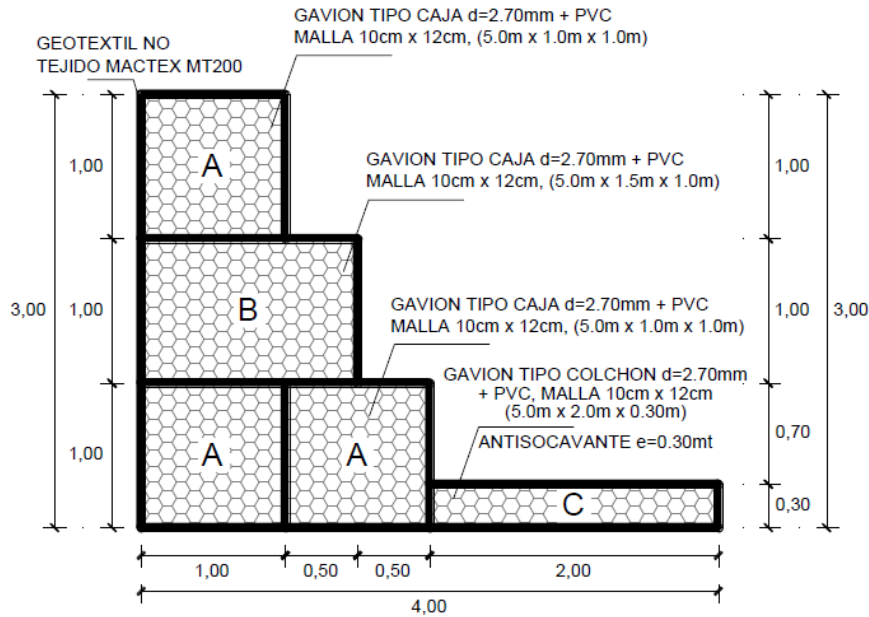 GAVION TIPO CAJA d=2.70mm + PVC
MALLA 10cm x 12cm, (5.0m x 1.0m x 1.0m)
GEOTEXTIL NO
TEJIDO MACTEX MT200
A
1,00
1,00
GAVION TIPO CAJA d=2.70mm + PVC
MALLA 10cm x 12cm, (5.0m x 1.5m x 1.0m)
3,00
1,00
B
1,00
3,00
GAVION TIPO CAJA d=2.70mm + PVC
MALLA 10cm x 12cm, (5.0m x 1.0m x 1.0m)
GAVION TIPO COLCHON d=2.70mm
+ PVC, MALLA 10cm x 12cm
(5.0m x 2.0m x 0.30m)
ANTISOCAVANTE e=0.30mt
1,00
A
A
0,70
C
0,30
1,00
0,50
0,50
2,00
4,00